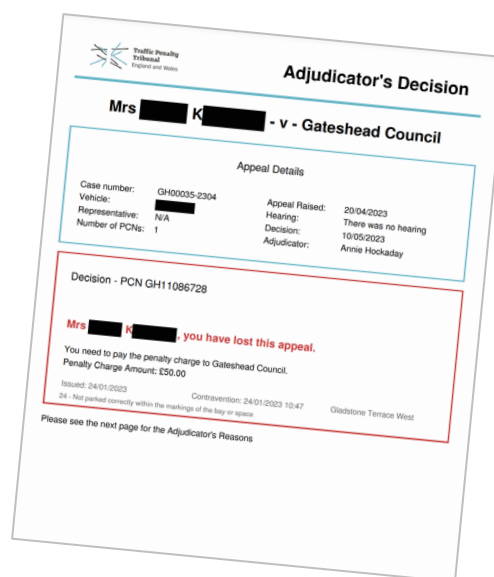 Traffic Penalty
Tribunal
England and Wales
Adjudicator's Decision
Mrs K - v - Gateshead Council
Appeal Details
Case number: GH00035-2304
Vehicle:
Representative: N/A
Number of PCNs: 1
Appeal Raised: 20/04/2023
Hearing: There was no hearing
Decision: 10/05/2023
Adjudicator: Annie Hockaday
Decision - PCN GH11086728
Mrs K , you have lost this appeal.
You need to pay the penalty charge to Gateshead Council.
Penalty Charge Amount: £50.00
Issued: 24/01/2023 Contravention: 24/01/2023 10:47 Gladstone Terrace West
24 - Not parked correctly within the markings of the bay or space
Please see the next page for the Adjudicator's Reasons